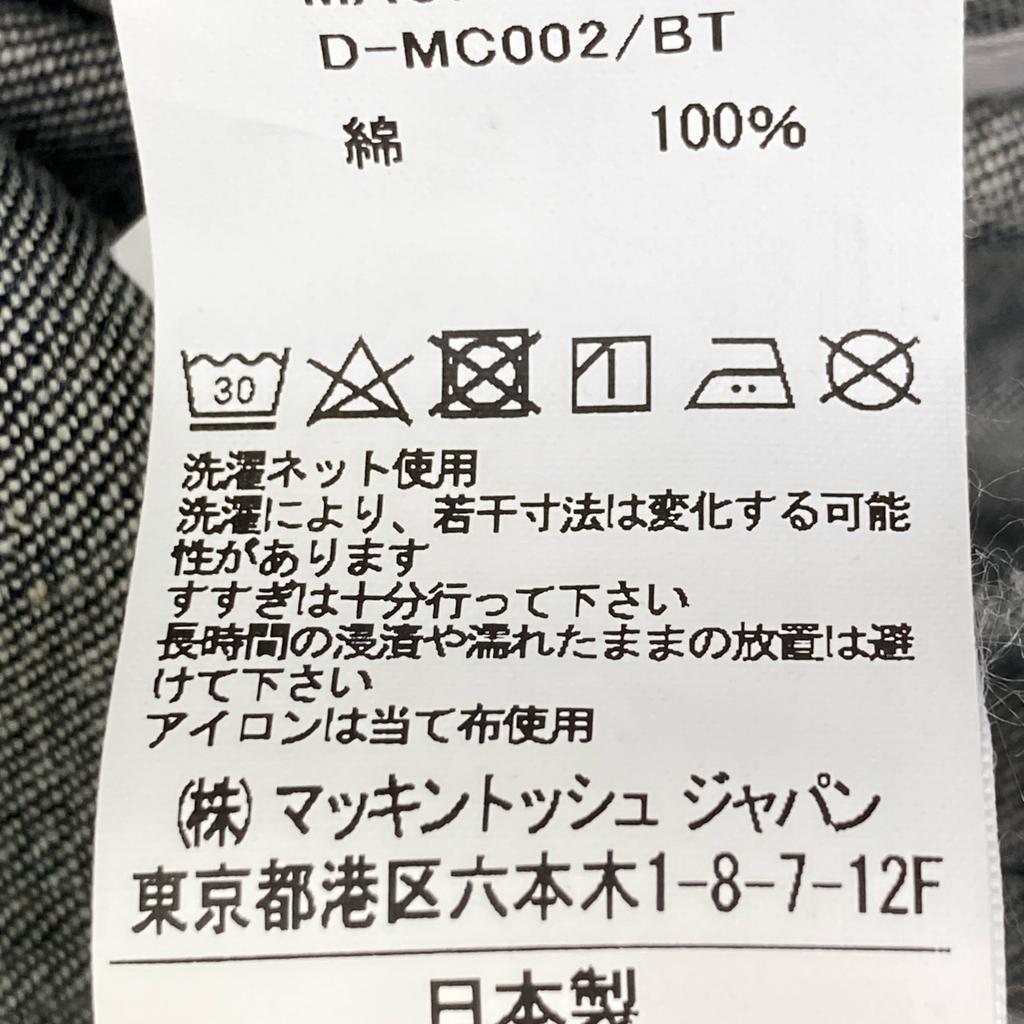 D-MC002/BT
綿 100%
30
洗濯ネット使用
洗濯により、若干寸法は変化する可能
性があります
すすぎは十分行って下さい
長時間の浸漬や濡れたままの放置は避
けて下さい
アイロンは当て布使用
(株) マッキントッシュ ジャパン
東京都港区六本木1-8-7-12F
日本製